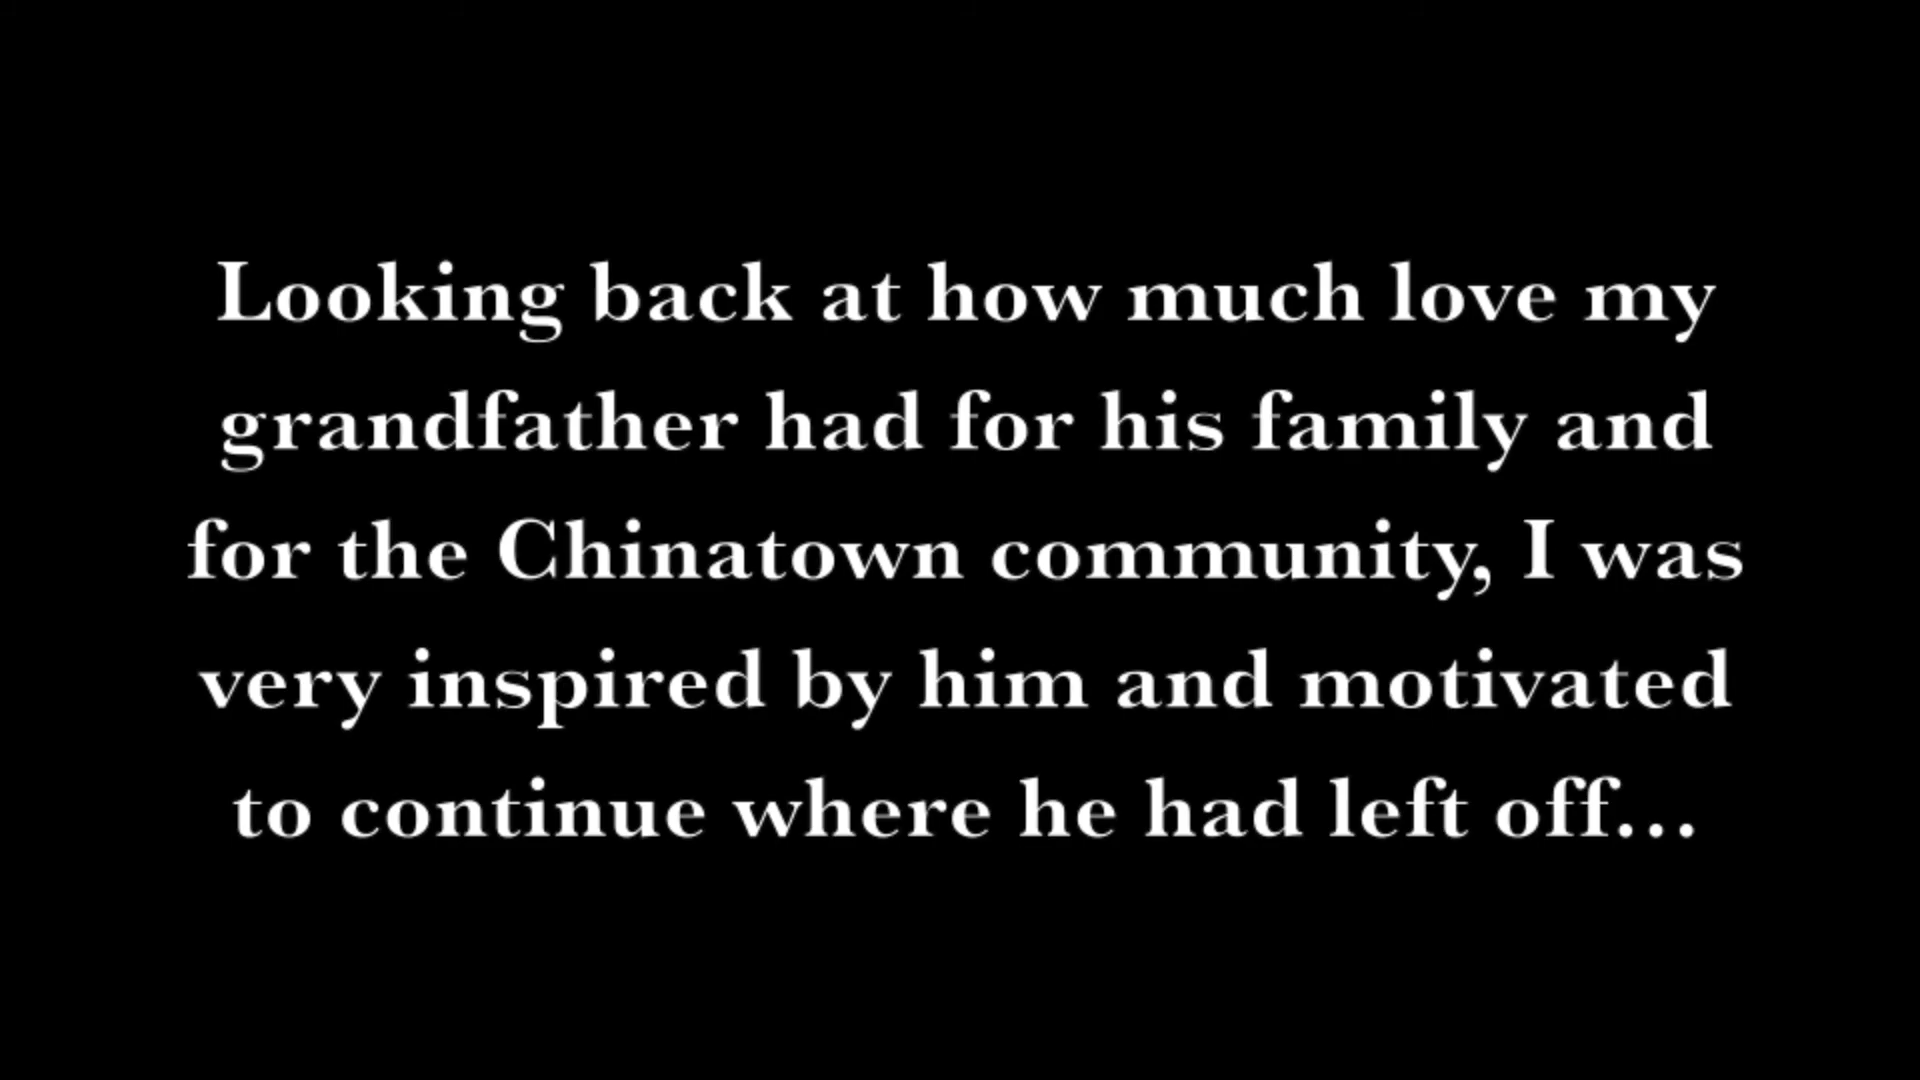 Looking back at how much love my
grandfather had for his family and
for the Chinatown community, I was
very inspired by him and motivated
to continue where he had left off...